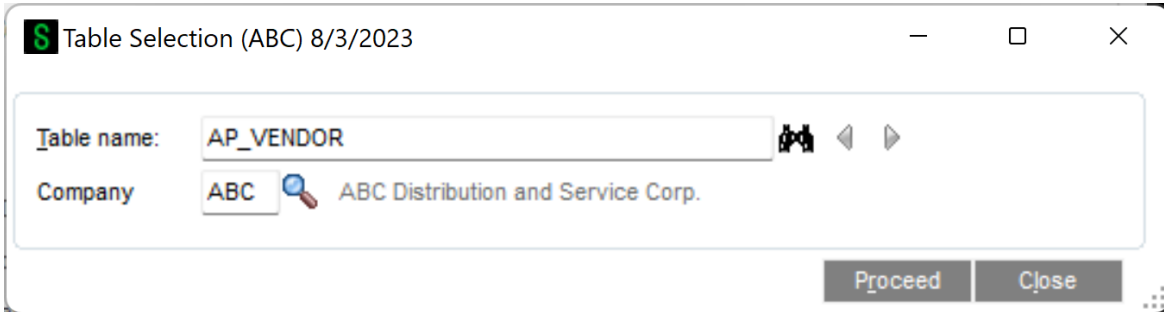 S Table Selection (ABC) 8/3/2023
Table name: AP_VENDOR
Company ABC ABC Distribution and Service Corp.
Proceed Close